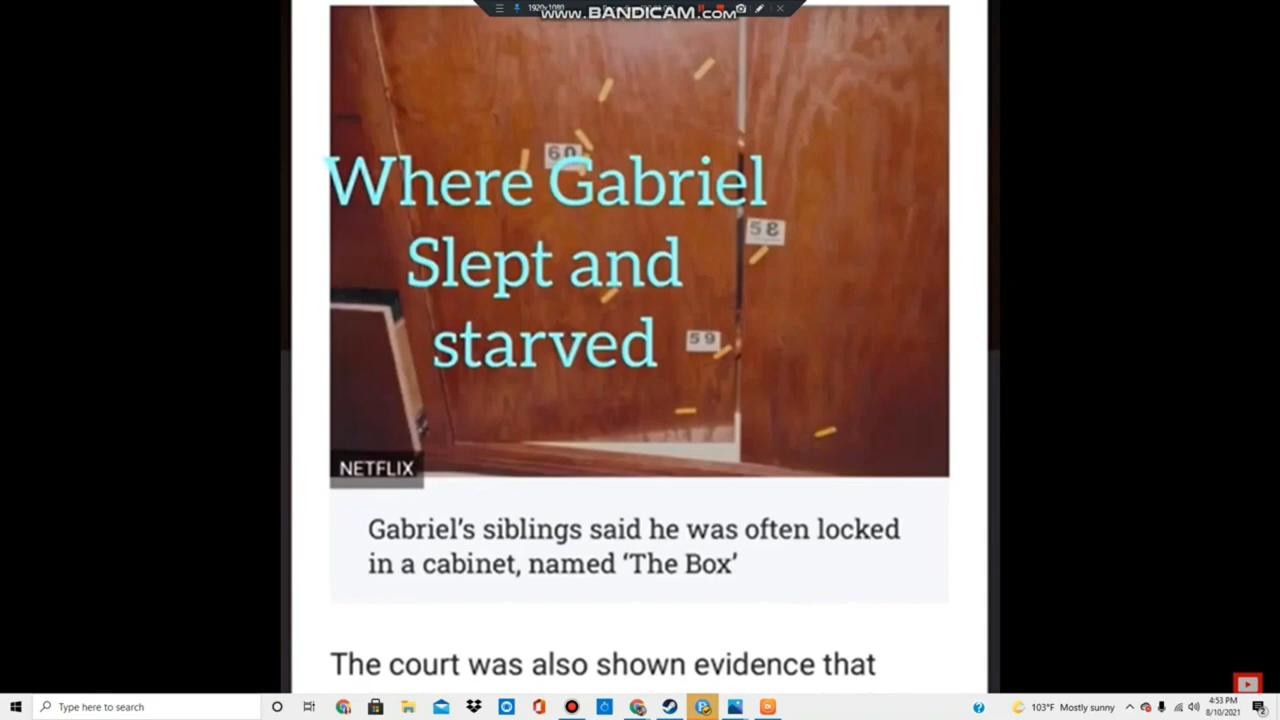 1920x1080
www.BANDICAM.com
60
Where Gabriel
58
Slept and
starved
59
NETFLIX
Gabriel's siblings said he was often locked
in a cabinet, named ‘The Box’
The court was also shown evidence that
Type here to search
103°F Mostly sunny
4:53 PM
8/10/2021
2